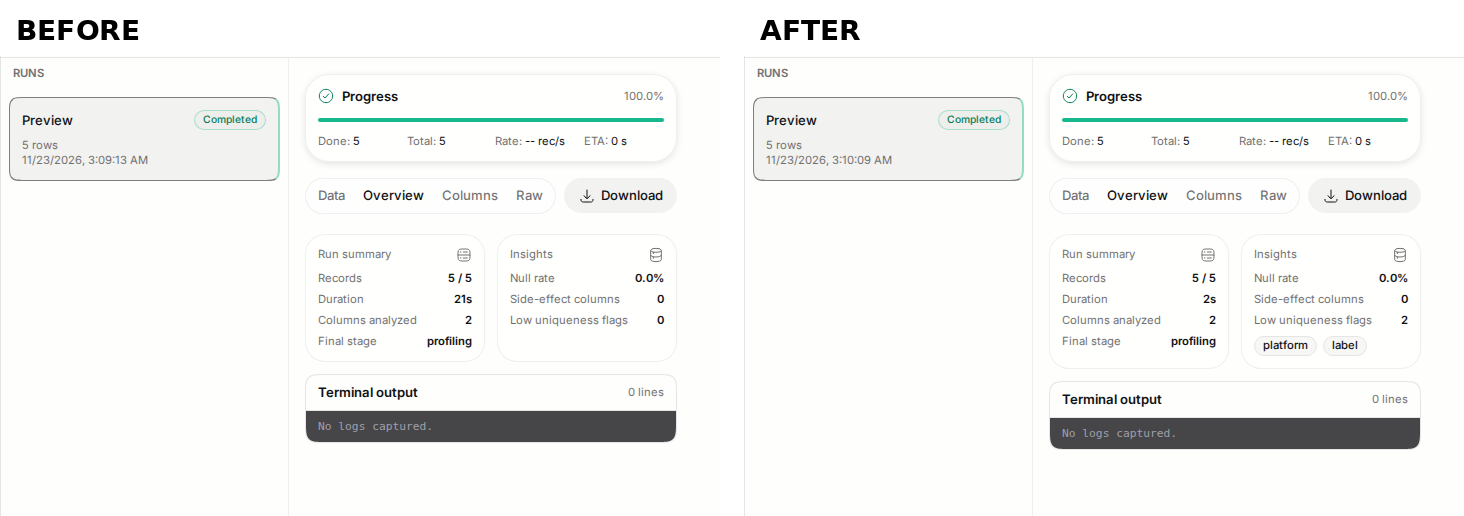 BEFORE
RUNS
Preview
Completed
5 rows
11/23/2026, 3:09:13 AM
Progress
100.0%
Done: 5
Total: 5
Rate: -- rec/s
ETA: 0 s
Data
Overview
Columns
Raw
Download
Run summary
Records
5 / 5
Duration
21s
Columns analyzed
2
Final stage
profiling
Insights
Null rate
0.0%
Side-effect columns
0
Low uniqueness flags
0
Terminal output
0 lines
No logs captured.
AFTER
RUNS
Preview
Completed
5 rows
11/23/2026, 3:10:09 AM
Progress
100.0%
Done: 5
Total: 5
Rate: -- rec/s
ETA: 0 s
Data
Overview
Columns
Raw
Download
Run summary
Records
5 / 5
Duration
2s
Columns analyzed
2
Final stage
profiling
Insights
Null rate
0.0%
Side-effect columns
0
Low uniqueness flags
2
platform
label
Terminal output
0 lines
No logs captured.